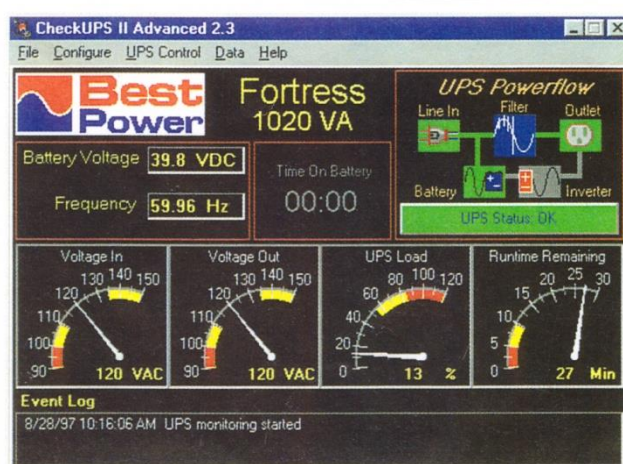 CheckUPS II Advanced 2.3
File Configure UPS Control Data Help
Best Power
Fortress
1020 VA
Battery Voltage 39.8 VDC
Frequency 59.96 Hz
Time On Battery
00:00
UPS Powerflow
Line In Filter Outlet
Battery Inverter
UPS Status: OK
Voltage In
90 100 110 120 130 140 150
120 VAC
Voltage Out
90 100 110 120 130 140 150
120 VAC
UPS Load
0 20 40 60 80 100 120
13 %
Runtime Remaining
0 5 10 15 20 25 30
27 Min
Event Log
8/28/97 10:16:06 AM UPS monitoring started